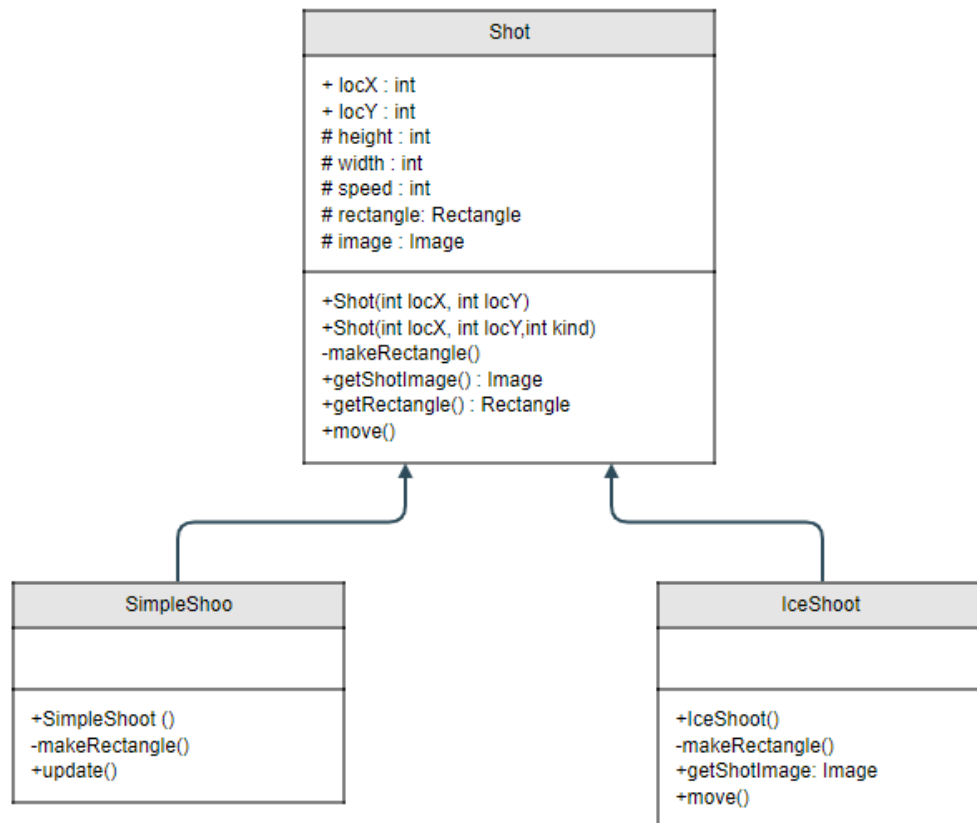 Shot
+ locX : int
+ locY : int
# height : int
# width : int
# speed : int
# rectangle: Rectangle
# image : Image
+Shot(int locX, int locY)
+Shot(int locX, int locY,int kind)
-makeRectangle()
+getShotImage() : Image
+getRectangle() : Rectangle
+move()
SimpleShoo
+SimpleShoot ()
-makeRectangle()
+update()
IceShoot
+IceShoot()
-makeRectangle()
+getShotImage: Image
+move()